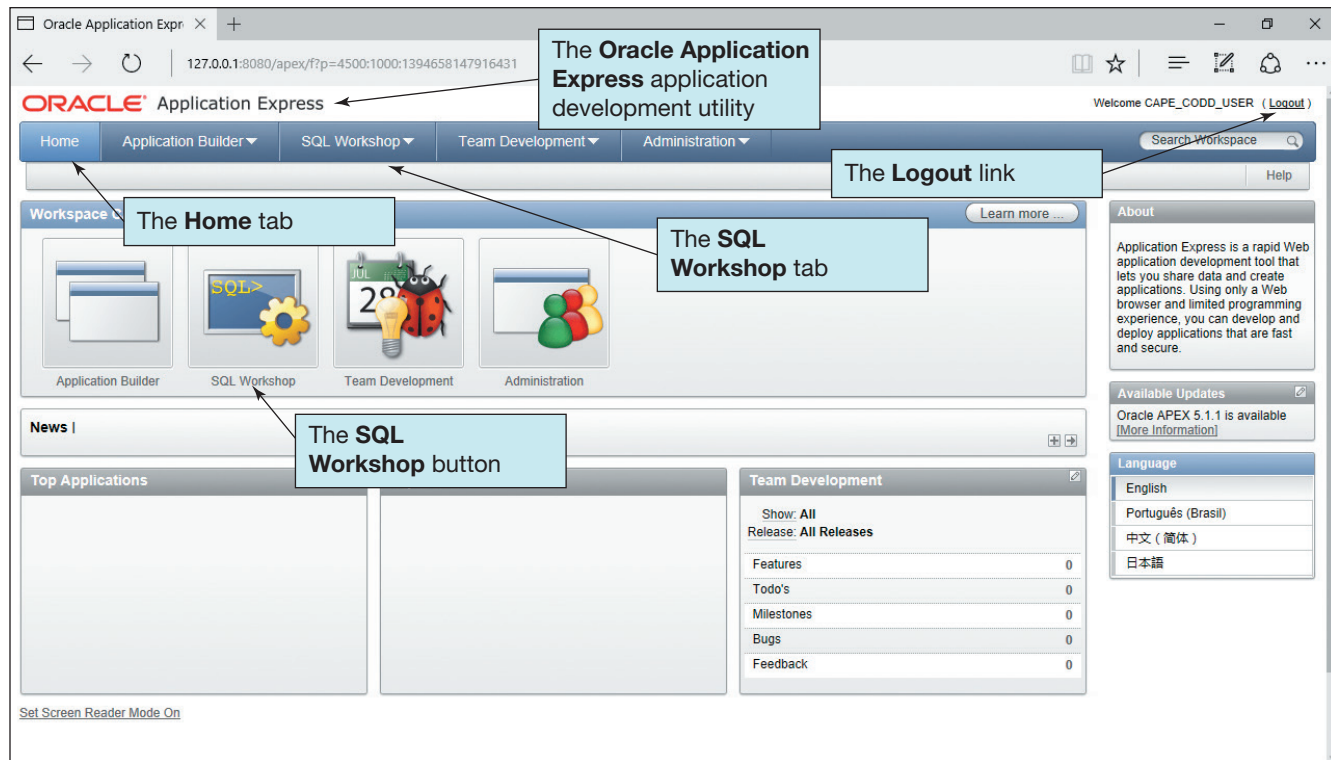 Oracle Application Expr
127.0.0.1:8080/apex/f?p=4500:1000:1394658147916431
The Oracle Application
Express application
development utility
ORACLE Application Express
Welcome CAPE_CODD_USER ( Logout )
Home
Application Builder
SQL Workshop
Team Development
Administration
Search Workspace
The Logout link
Help
Workspace
The Home tab
Learn more ...
The SQL
Workshop tab
About
Application Express is a rapid Web
application development tool that
lets you share data and create
applications. Using only a Web
browser and limited programming
experience, you can develop and
deploy applications that are fast
and secure.
SQL>
JUL
28
Application Builder
SQL Workshop
Team Development
Administration
Available Updates
Oracle APEX 5.1.1 is available
[More Information]
News |
The SQL
Workshop button
Language
English
Português (Brasil)
中文 ( 简体 )
日本語
Top Applications
Team Development
Show: All
Release: All Releases
Features 0
Todo's 0
Milestones 0
Bugs 0
Feedback 0
Set Screen Reader Mode On